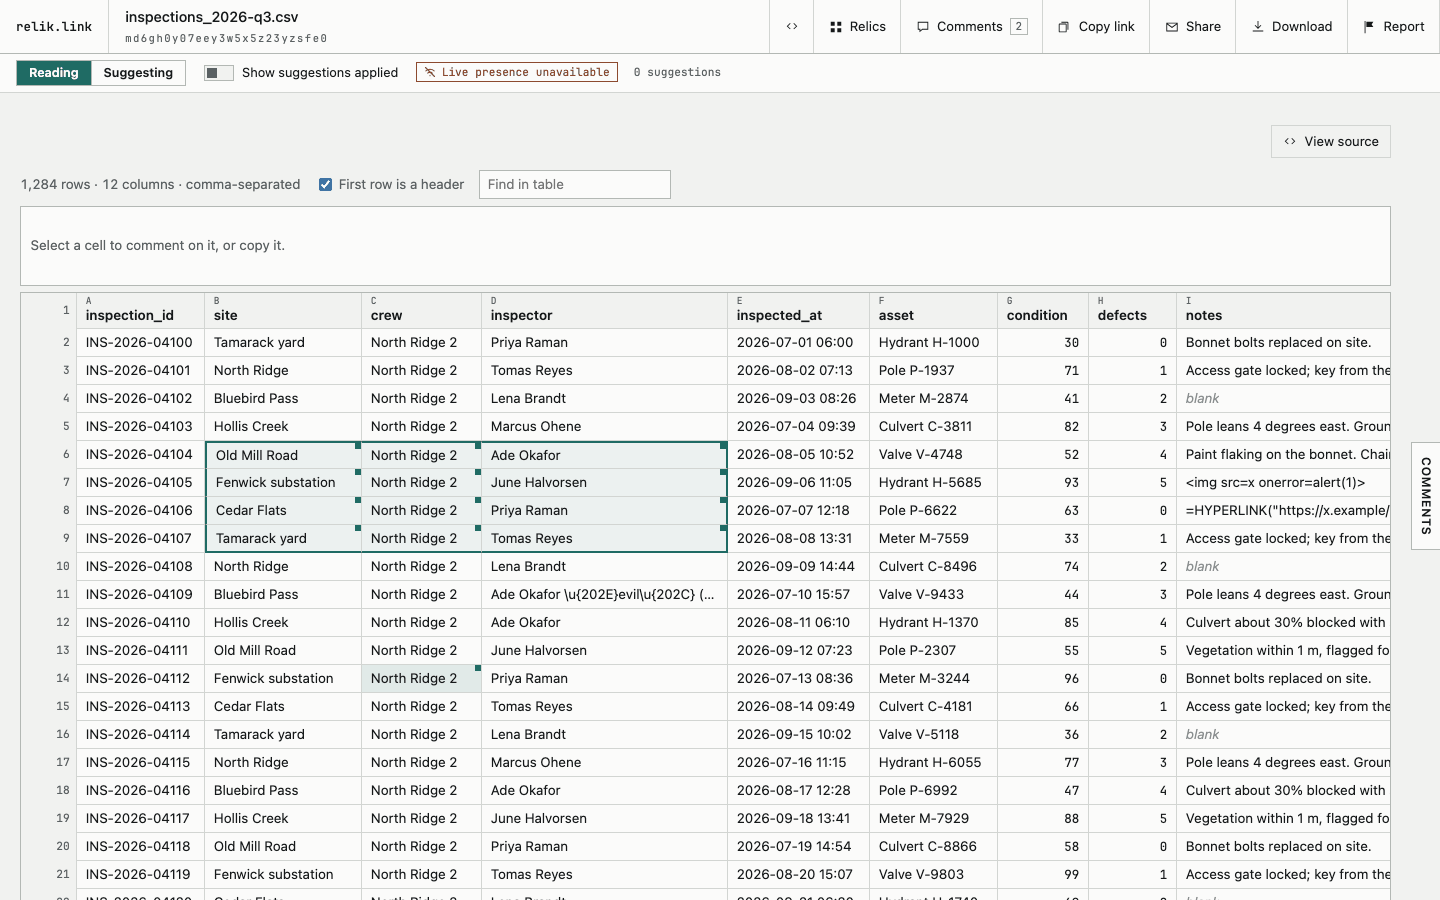 relik.link
inspections_2026-q3.csv
md6gh0y07eey3w5x5z23yzsfe0
Relics
Comments 2
Copy link
Share
Download
Report
Reading Suggesting Show suggestions applied Live presence unavailable 0 suggestions
View source
1,284 rows · 12 columns · comma-separated First row is a header Find in table
Select a cell to comment on it, or copy it.
A B C D E F G H I
1 inspection_id site crew inspector inspected_at asset condition defects notes
2 INS-2026-04100 Tamarack yard North Ridge 2 Priya Raman 2026-07-01 06:00 Hydrant H-1000 30 0 Bonnet bolts replaced on site.
3 INS-2026-04101 North Ridge North Ridge 2 Tomas Reyes 2026-08-02 07:13 Pole P-1937 71 1 Access gate locked; key from the
4 INS-2026-04102 Bluebird Pass North Ridge 2 Lena Brandt 2026-09-03 08:26 Meter M-2874 41 2 blank
5 INS-2026-04103 Hollis Creek North Ridge 2 Marcus Ohene 2026-07-04 09:39 Culvert C-3811 82 3 Pole leans 4 degrees east. Groun
6 INS-2026-04104 Old Mill Road North Ridge 2 Ade Okafor 2026-08-05 10:52 Valve V-4748 52 4 Paint flaking on the bonnet. Chai
7 INS-2026-04105 Fenwick substation North Ridge 2 June Halvorsen 2026-09-06 11:05 Hydrant H-5685 93 5 <img src=x onerror=alert(1)>
8 INS-2026-04106 Cedar Flats North Ridge 2 Priya Raman 2026-07-07 12:18 Pole P-6622 63 0 =HYPERLINK("https://x.example/
9 INS-2026-04107 Tamarack yard North Ridge 2 Tomas Reyes 2026-08-08 13:31 Meter M-7559 33 1 Access gate locked; key from the
10 INS-2026-04108 North Ridge North Ridge 2 Lena Brandt 2026-09-09 14:44 Culvert C-8496 74 2 blank
11 INS-2026-04109 Bluebird Pass North Ridge 2 Ade Okafor \u{202E}evil\u{202C} (... 2026-07-10 15:57 Valve V-9433 44 3 Pole leans 4 degrees east. Groun
12 INS-2026-04110 Hollis Creek North Ridge 2 Ade Okafor 2026-08-11 06:10 Hydrant H-1370 85 4 Culvert about 30% blocked with
13 INS-2026-04111 Old Mill Road North Ridge 2 June Halvorsen 2026-09-12 07:23 Pole P-2307 55 5 Vegetation within 1 m, flagged fo
14 INS-2026-04112 Fenwick substation North Ridge 2 Priya Raman 2026-07-13 08:36 Meter M-3244 96 0 Bonnet bolts replaced on site.
15 INS-2026-04113 Cedar Flats North Ridge 2 Tomas Reyes 2026-08-14 09:49 Culvert C-4181 66 1 Access gate locked; key from the
16 INS-2026-04114 Tamarack yard North Ridge 2 Lena Brandt 2026-09-15 10:02 Valve V-5118 36 2 blank
17 INS-2026-04115 North Ridge North Ridge 2 Marcus Ohene 2026-07-16 11:15 Hydrant H-6055 77 3 Pole leans 4 degrees east. Groun
18 INS-2026-04116 Bluebird Pass North Ridge 2 Ade Okafor 2026-08-17 12:28 Pole P-6992 47 4 Culvert about 30% blocked with
19 INS-2026-04117 Hollis Creek North Ridge 2 June Halvorsen 2026-09-18 13:41 Meter M-7929 88 5 Vegetation within 1 m, flagged fo
20 INS-2026-04118 Old Mill Road North Ridge 2 Priya Raman 2026-07-19 14:54 Culvert C-8866 58 0 Bonnet bolts replaced on site.
21 INS-2026-04119 Fenwick substation North Ridge 2 Tomas Reyes 2026-08-20 15:07 Valve V-9803 99 1 Access gate locked; key from the
COMMENTS